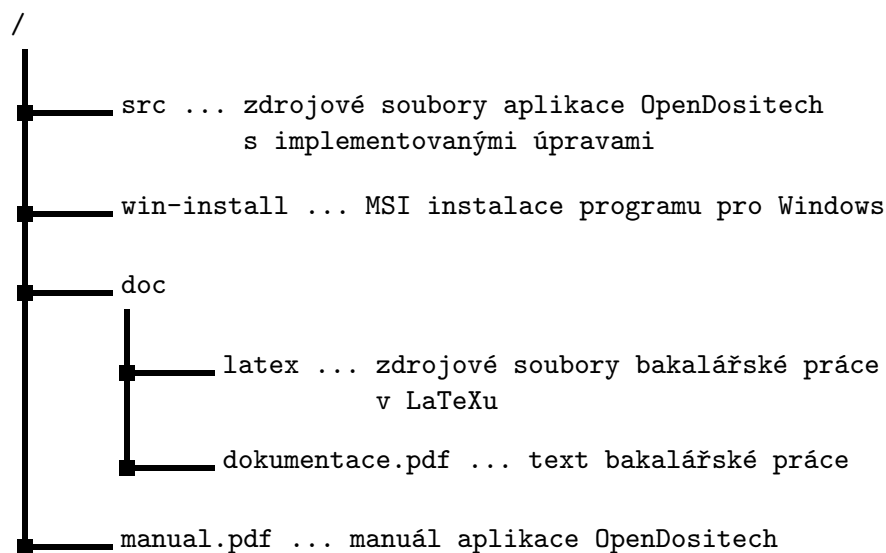 /
src ... zdrojové soubory aplikace OpenDositech
s implementovanými úpravami
win-install ... MSI instalace programu pro Windows
doc
latex ... zdrojové soubory bakalářské práce
v LaTeXu
dokumentace.pdf ... text bakalářské práce
manual.pdf ... manuál aplikace OpenDositech